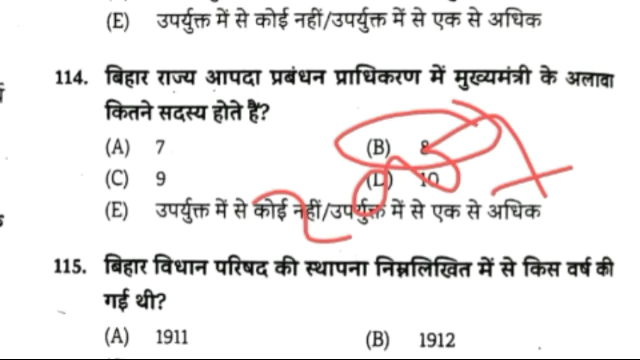 (E) उपर्युक्त में से कोई नहीं/उपर्युक्त में से एक से अधिक
114. बिहार राज्य आपदा प्रबंधन प्राधिकरण में मुख्यमंत्री के अलावा
कितने सदस्य होते हैं?
(A) 7 (B) 8
(C) 9 (D) 10
(E) उपर्युक्त में से कोई नहीं/उपर्युक्त में से एक से अधिक
115. बिहार विधान परिषद की स्थापना निम्नलिखित में से किस वर्ष की
गई थी?
(A) 1911 (B) 1912